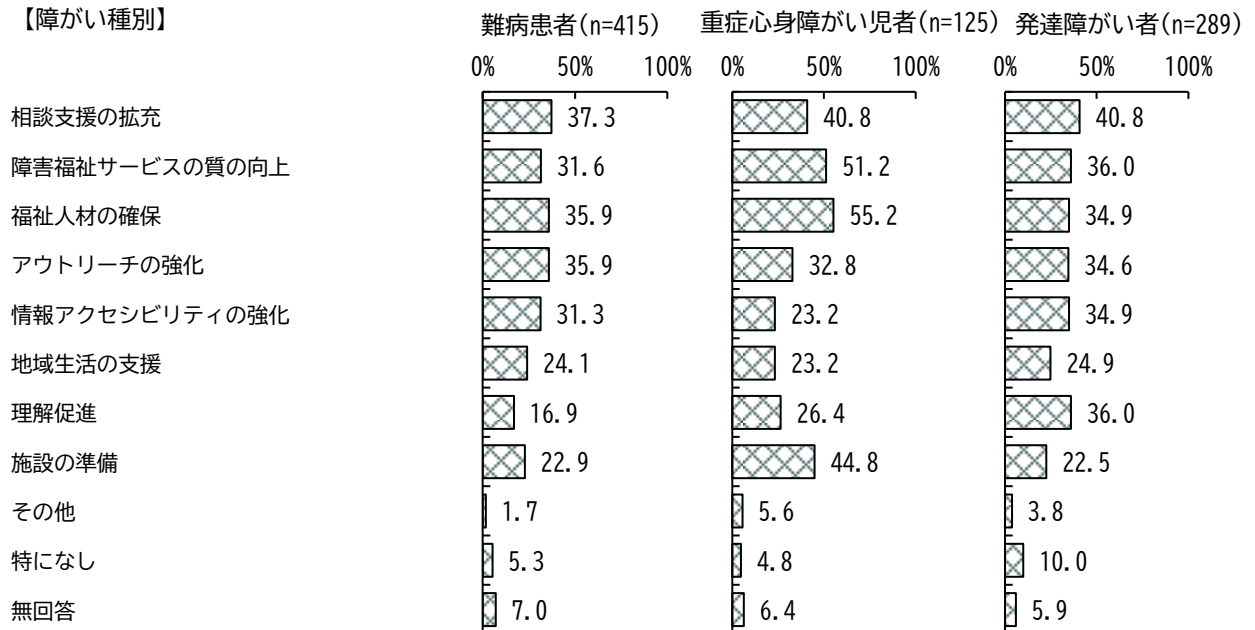 【障がい種別】 難病患者(n=415) 重症心身障がい児者(n=125) 発達障がい者(n=289)
0% 50% 100% 0% 50% 100% 0% 50% 100%
相談支援の拡充 37.3 40.8 40.8
障害福祉サービスの質の向上 31.6 51.2 36.0
福祉人材の確保 35.9 55.2 34.9
アウトリーチの強化 35.9 32.8 34.6
情報アクセシビリティの強化 31.3 23.2 34.9
地域生活の支援 24.1 23.2 24.9
理解促進 16.9 26.4 36.0
施設の準備 22.9 44.8 22.5
その他 1.7 5.6 3.8
特になし 5.3 4.8 10.0
無回答 7.0 6.4 5.9